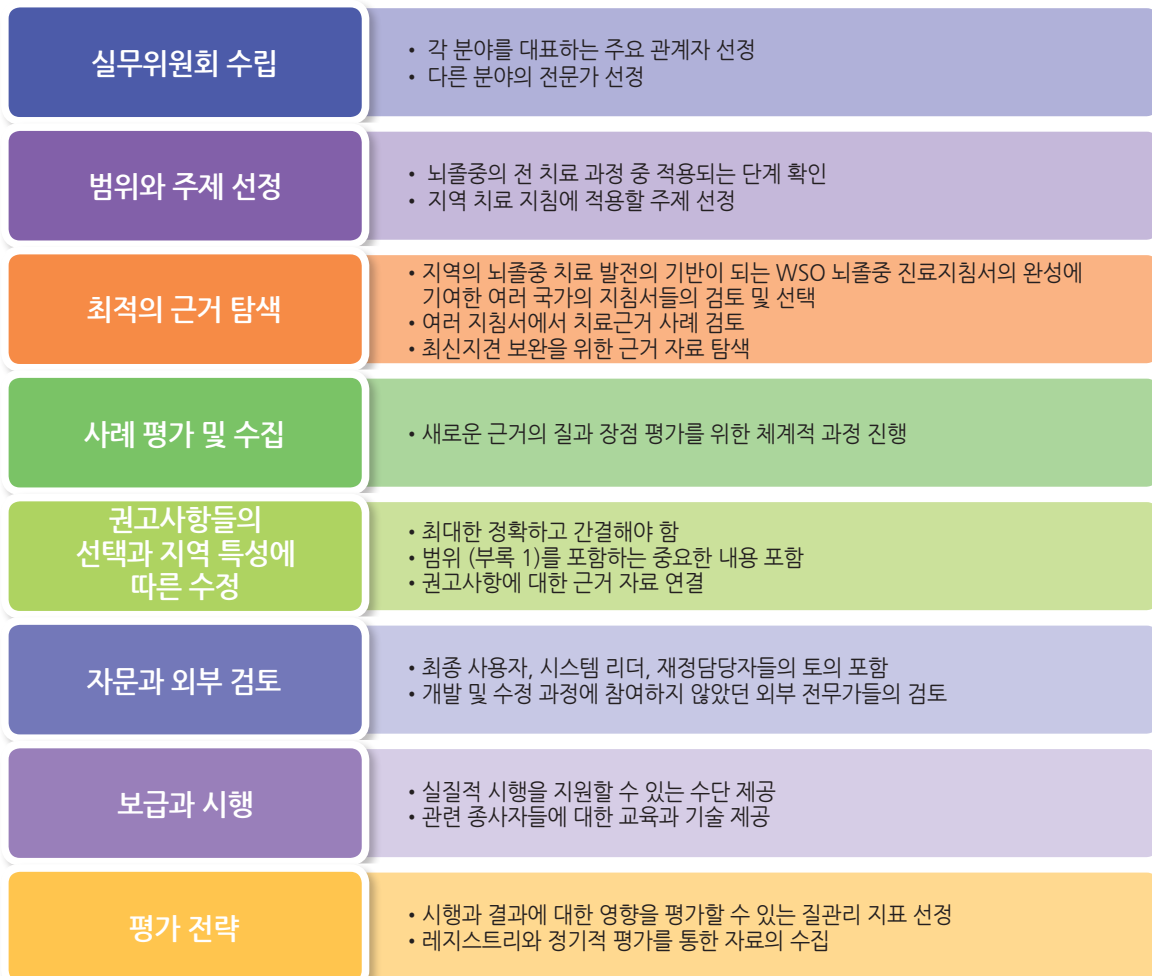 실무위원회 수립
• 각 분야를 대표하는 주요 관계자 선정
• 다른 분야의 전문가 선정
범위와 주제 선정
• 뇌졸중의 전 치료 과정 중 적용되는 단계 확인
• 지역 치료 지침에 적용할 주제 선정
최적의 근거 탐색
• 지역의 뇌졸중 치료 발전의 기반이 되는 WSO 뇌졸중 진료지침서의 완성에
기여한 여러 국가의 지침서들의 검토 및 선택
• 여러 지침서에서 치료근거 사례 검토
• 최신지견 보완을 위한 근거 자료 탐색
사례 평가 및 수집
• 새로운 근거의 질과 장점 평가를 위한 체계적 과정 진행
권고사항들의
선택과 지역 특성에
따른 수정
• 최대한 정확하고 간결해야 함
• 범위 (부록 1)를 포함하는 중요한 내용 포함
• 권고사항에 대한 근거 자료 연결
자문과 외부 검토
• 최종 사용자, 시스템 리더, 재정담당자들의 토의 포함
• 개발 및 수정 과정에 참여하지 않았던 외부 전무가들의 검토
보급과 시행
• 실질적 시행을 지원할 수 있는 수단 제공
• 관련 종사자들에 대한 교육과 기술 제공
평가 전략
• 시행과 결과에 대한 영향을 평가할 수 있는 질관리 지표 선정
• 레지스트리와 정기적 평가를 통한 자료의 수집